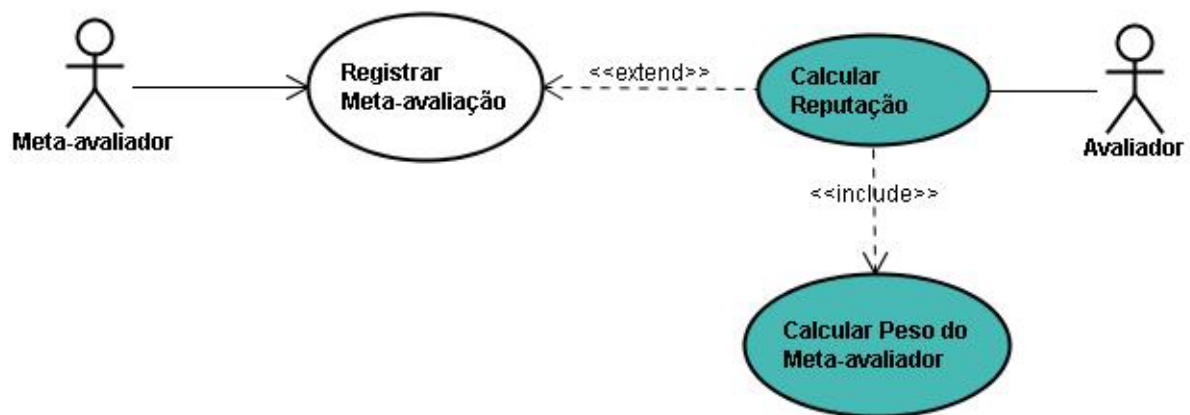 Meta-avaliador
Registrar
Meta-avaliação
<<extend>>
Calcular
Reputação
Avaliador
<<include>>
Calcular Peso do
Meta-avaliador